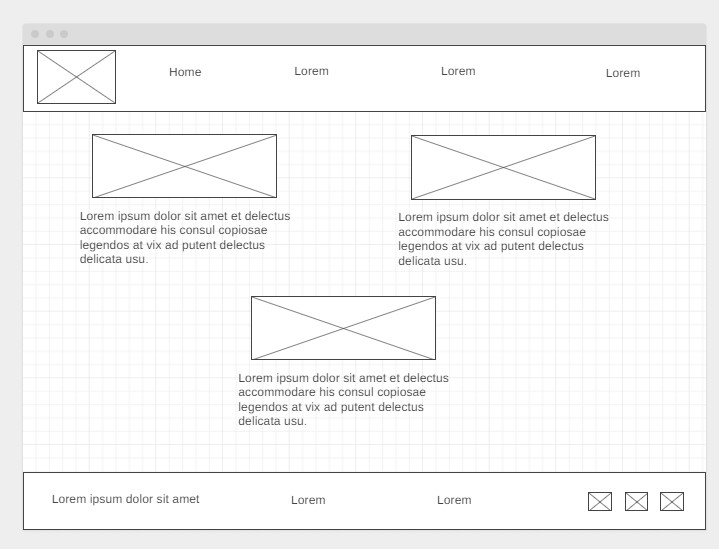 Home
Lorem
Lorem
Lorem
Lorem ipsum dolor sit amet et delectus
accommodare his consul copiosae
legendos at vix ad putent delectus
delicata usu.
Lorem ipsum dolor sit amet et delectus
accommodare his consul copiosae
legendos at vix ad putent delectus
delicata usu.
Lorem ipsum dolor sit amet et delectus
accommodare his consul copiosae
legendos at vix ad putent delectus
delicata usu.
Lorem ipsum dolor sit amet
Lorem
Lorem